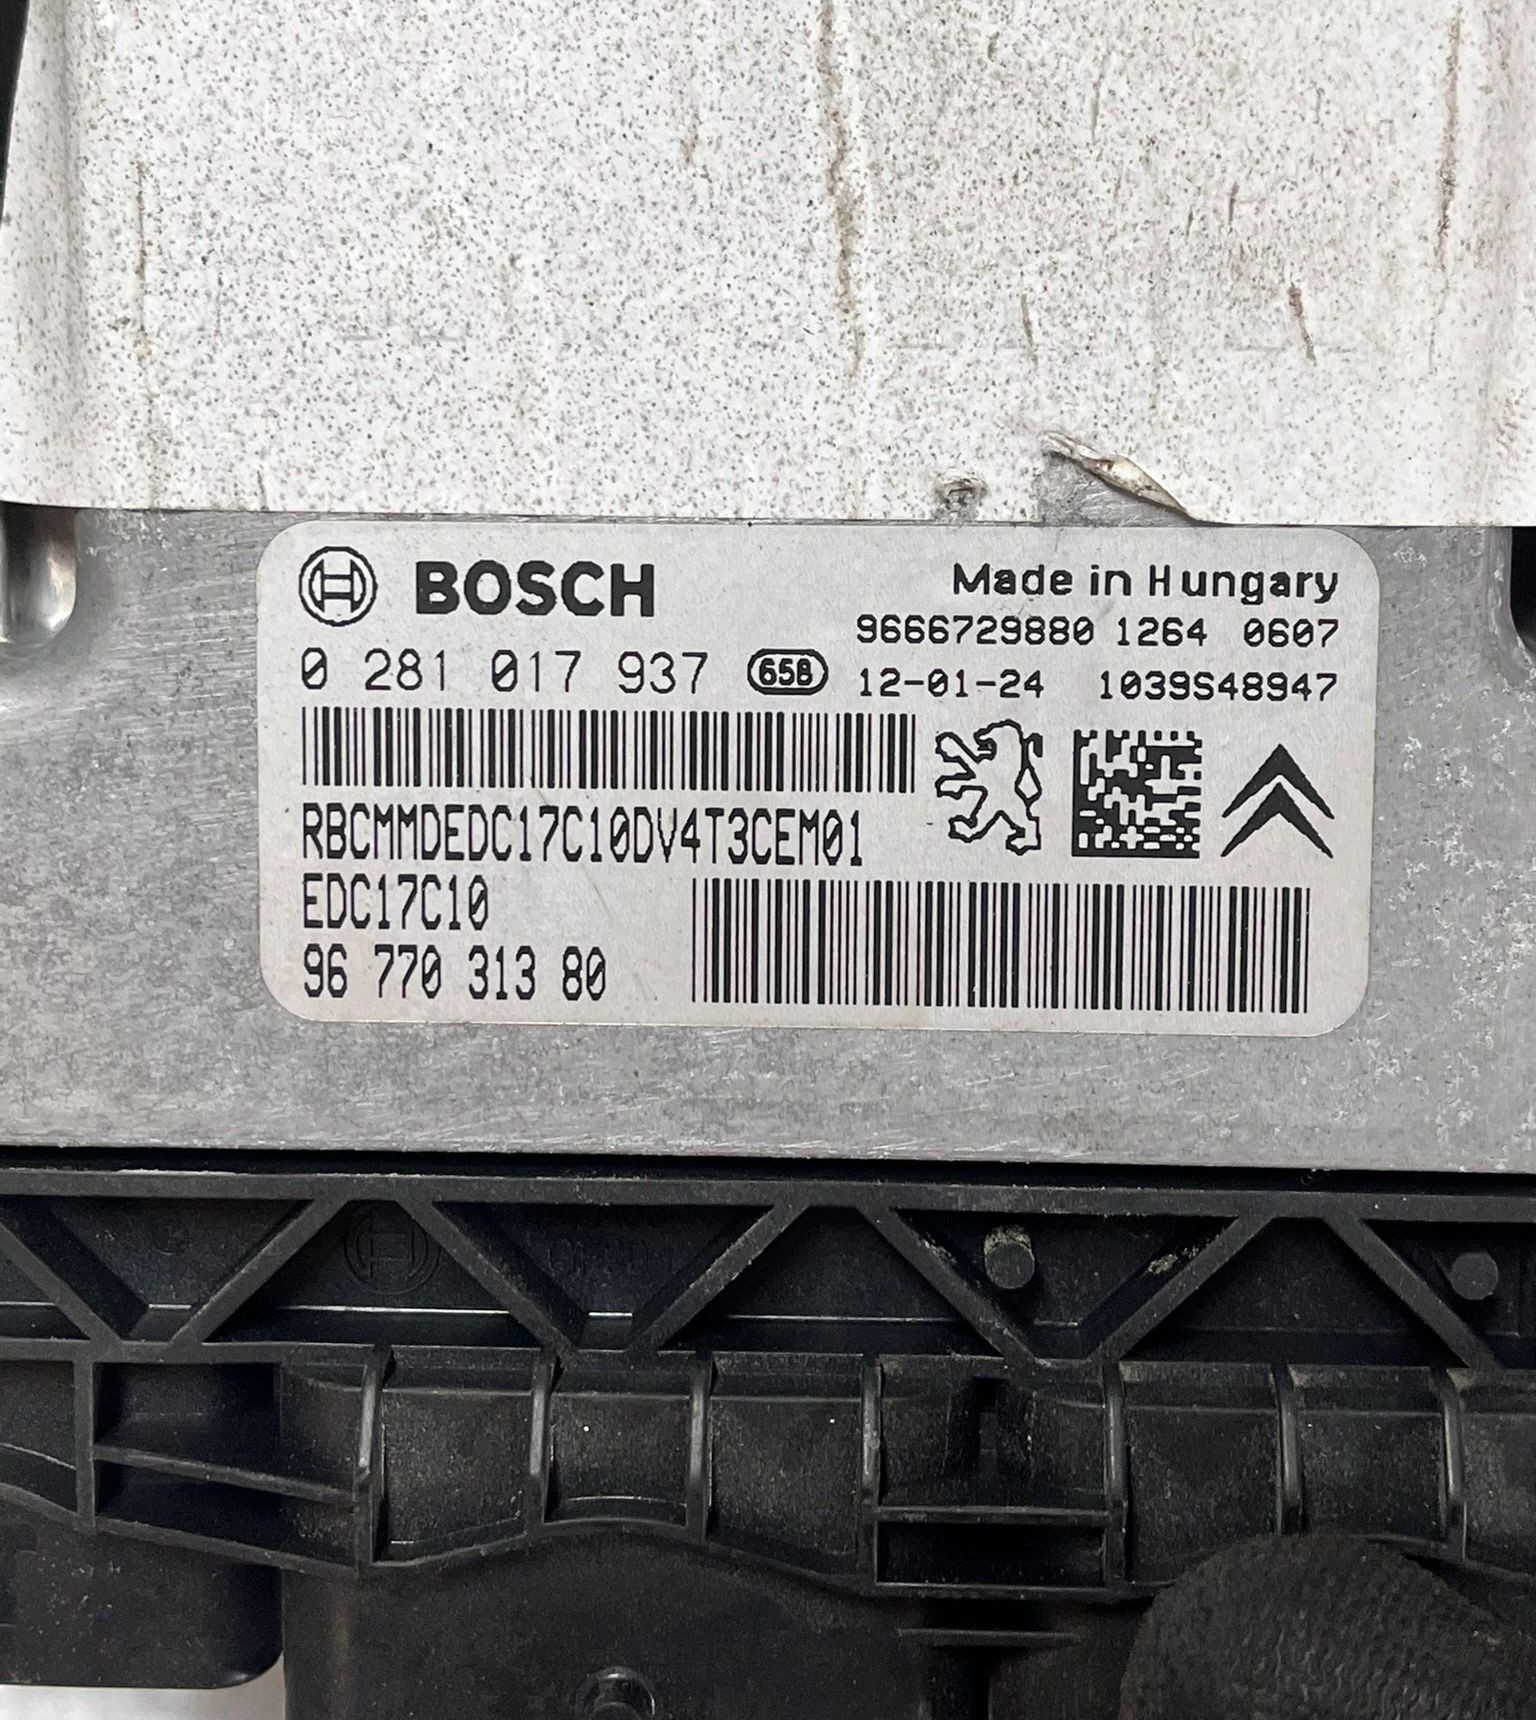 BOSCH
Made in Hungary
9666729880 1264 0607
0 281 017 937 658
12-01-24 1039S48947
RBCMMDEDC17C10DV4T3CEM01
EDC17C10
96 770 313 80